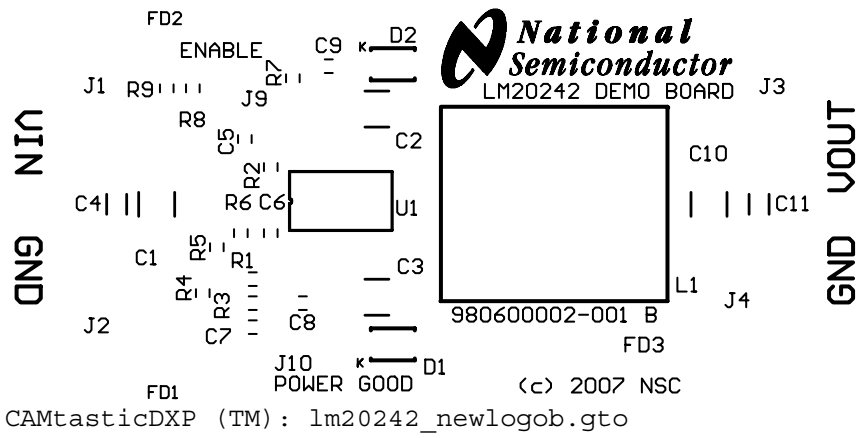 FD2
ENABLE
C9
K
D2
National
Semiconductor
LM20242 DEMO BOARD
J1
R9
J9
R7
J3
R8
C5
C2
VIN
R2
C10
VOUT
C4
R6
C6
U1
C11
GND
C1
R5
R1
C3
GND
R4
R3
L1
J4
J2
C7
C8
980600002-001 B
FD3
J10
K
D1
POWER GOOD
(c) 2007 NSC
FD1
CAMtasticDXP (TM): lm20242_newlogob.gto